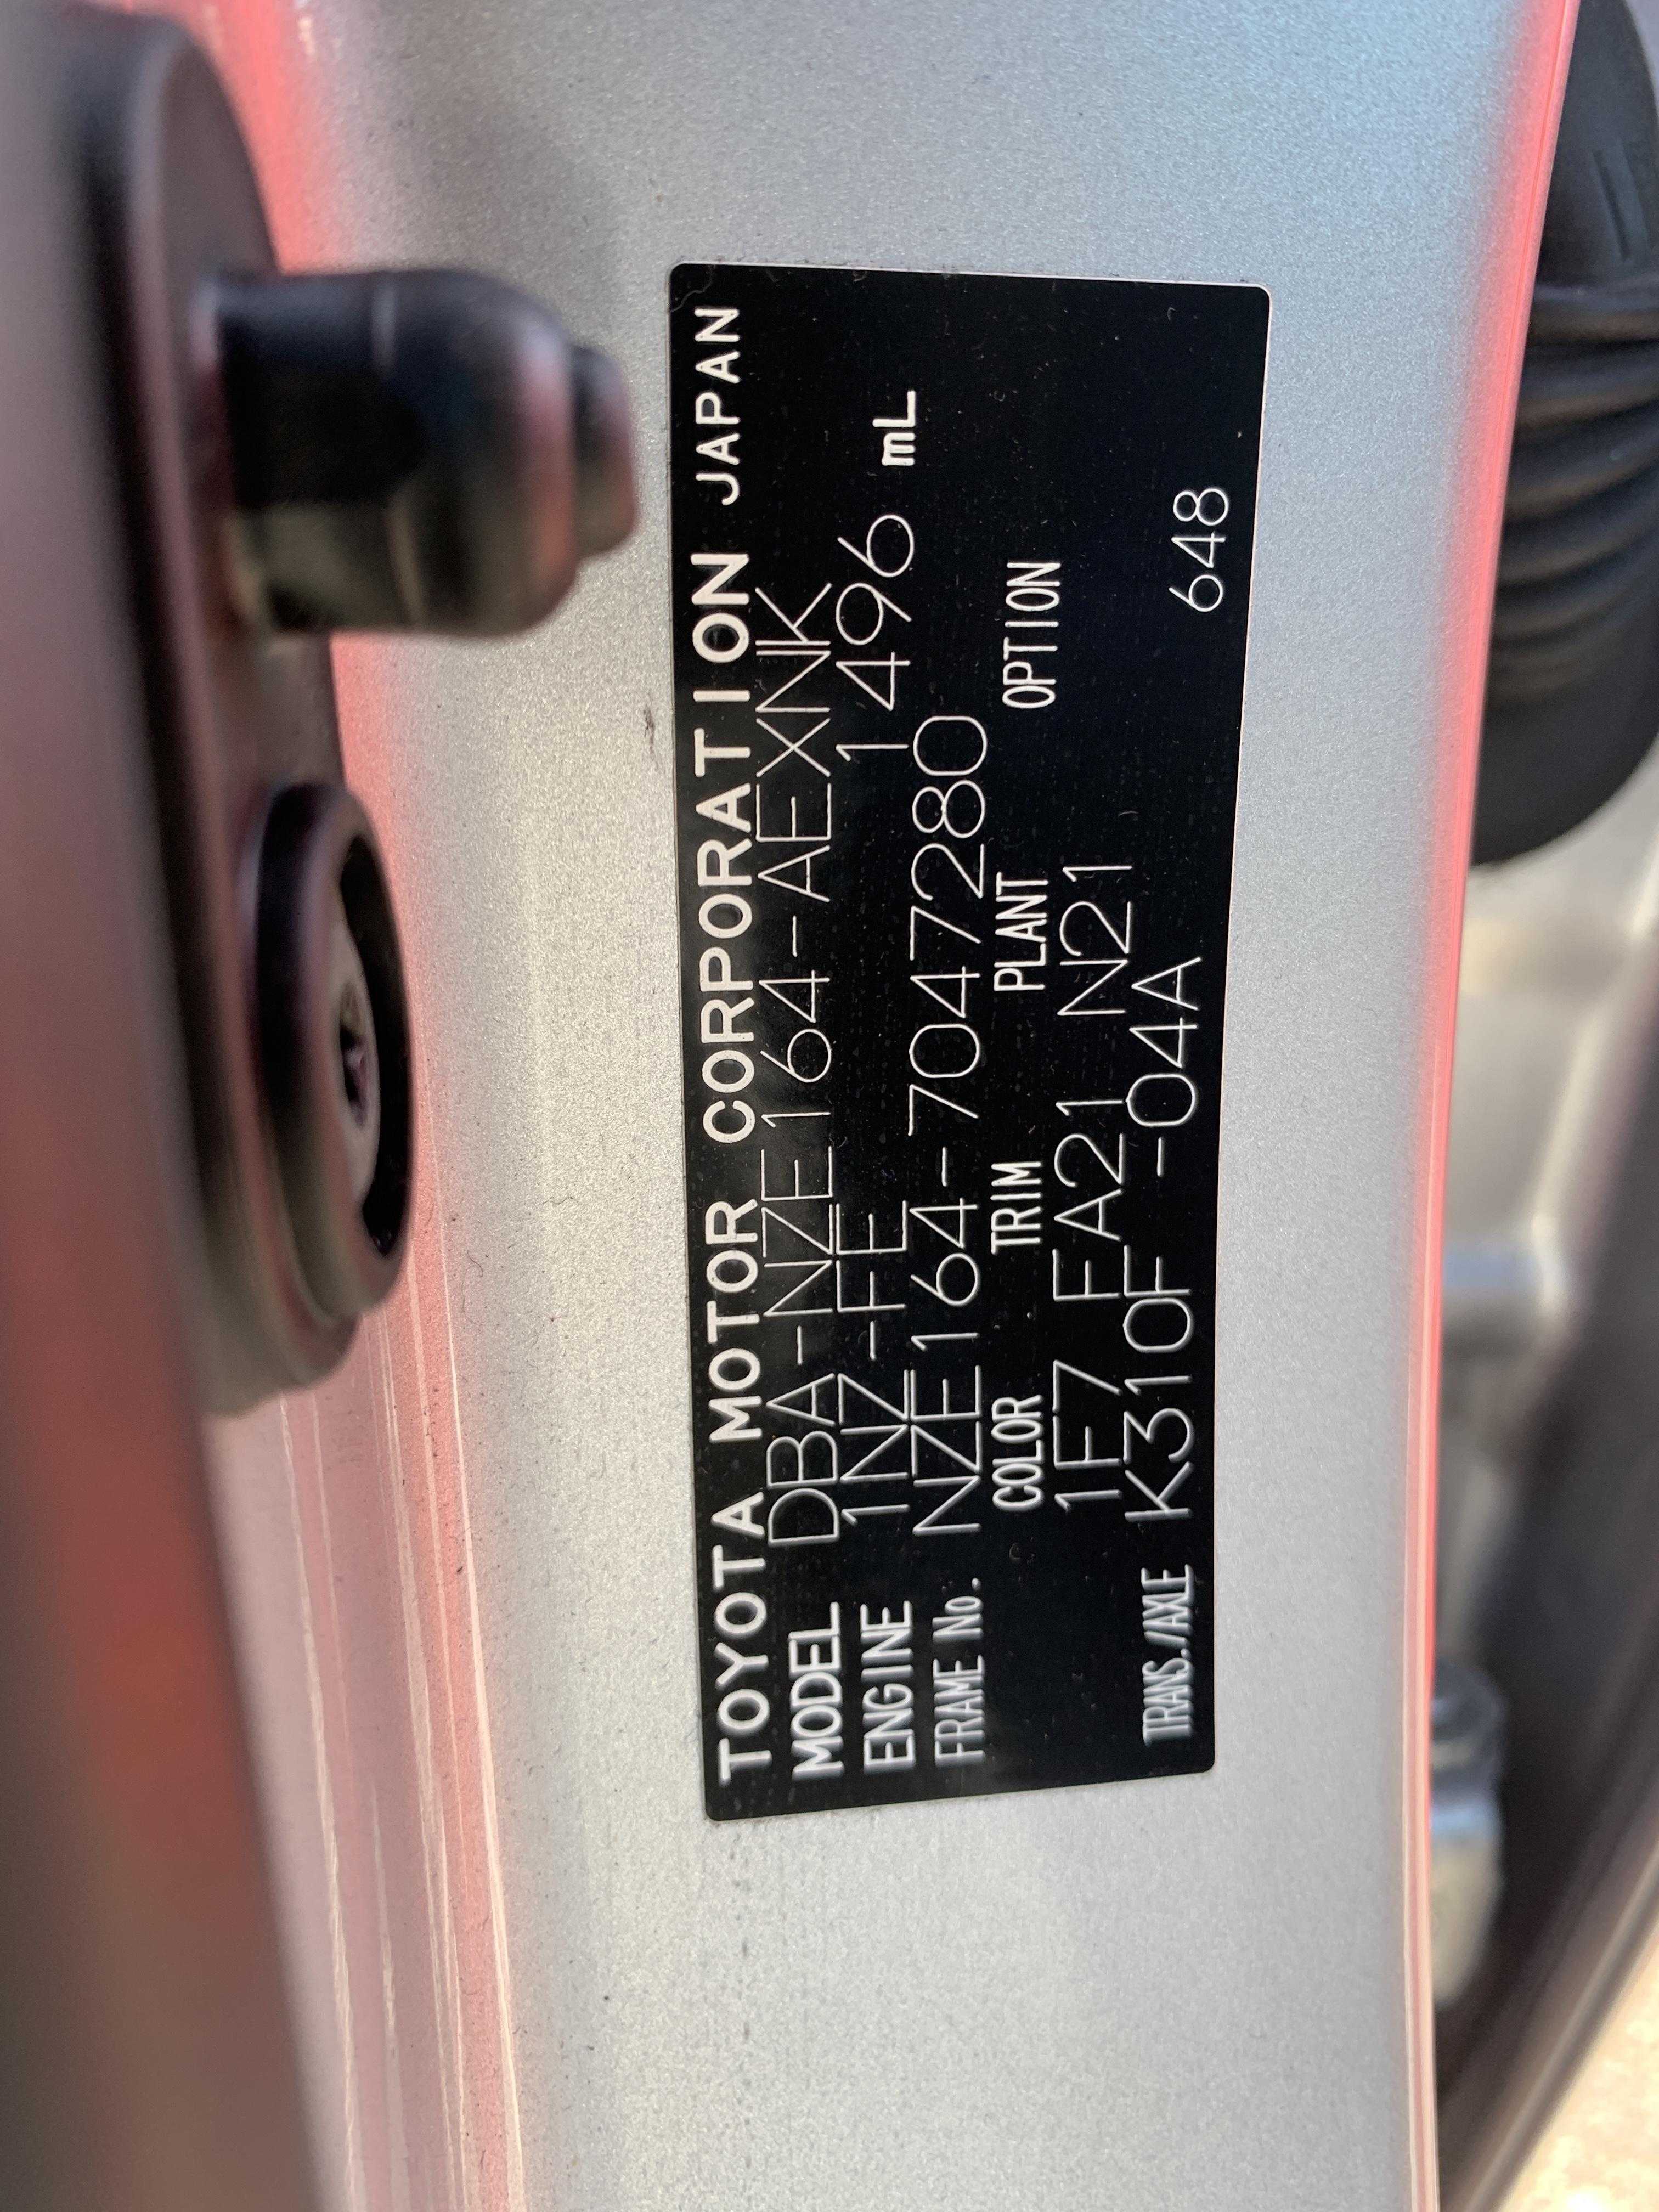 TOYOTA MOTOR CORPORATION JAPAN
MODEL DBA-NZE164-AEXNK
ENGINE 1NZ-FE 1496 mL
FRAME No. NZE164-7047280
COLOR TRIM PLANT OPTION
1F7 FA21 N21
TRANS./AXLE K310F -04A 648